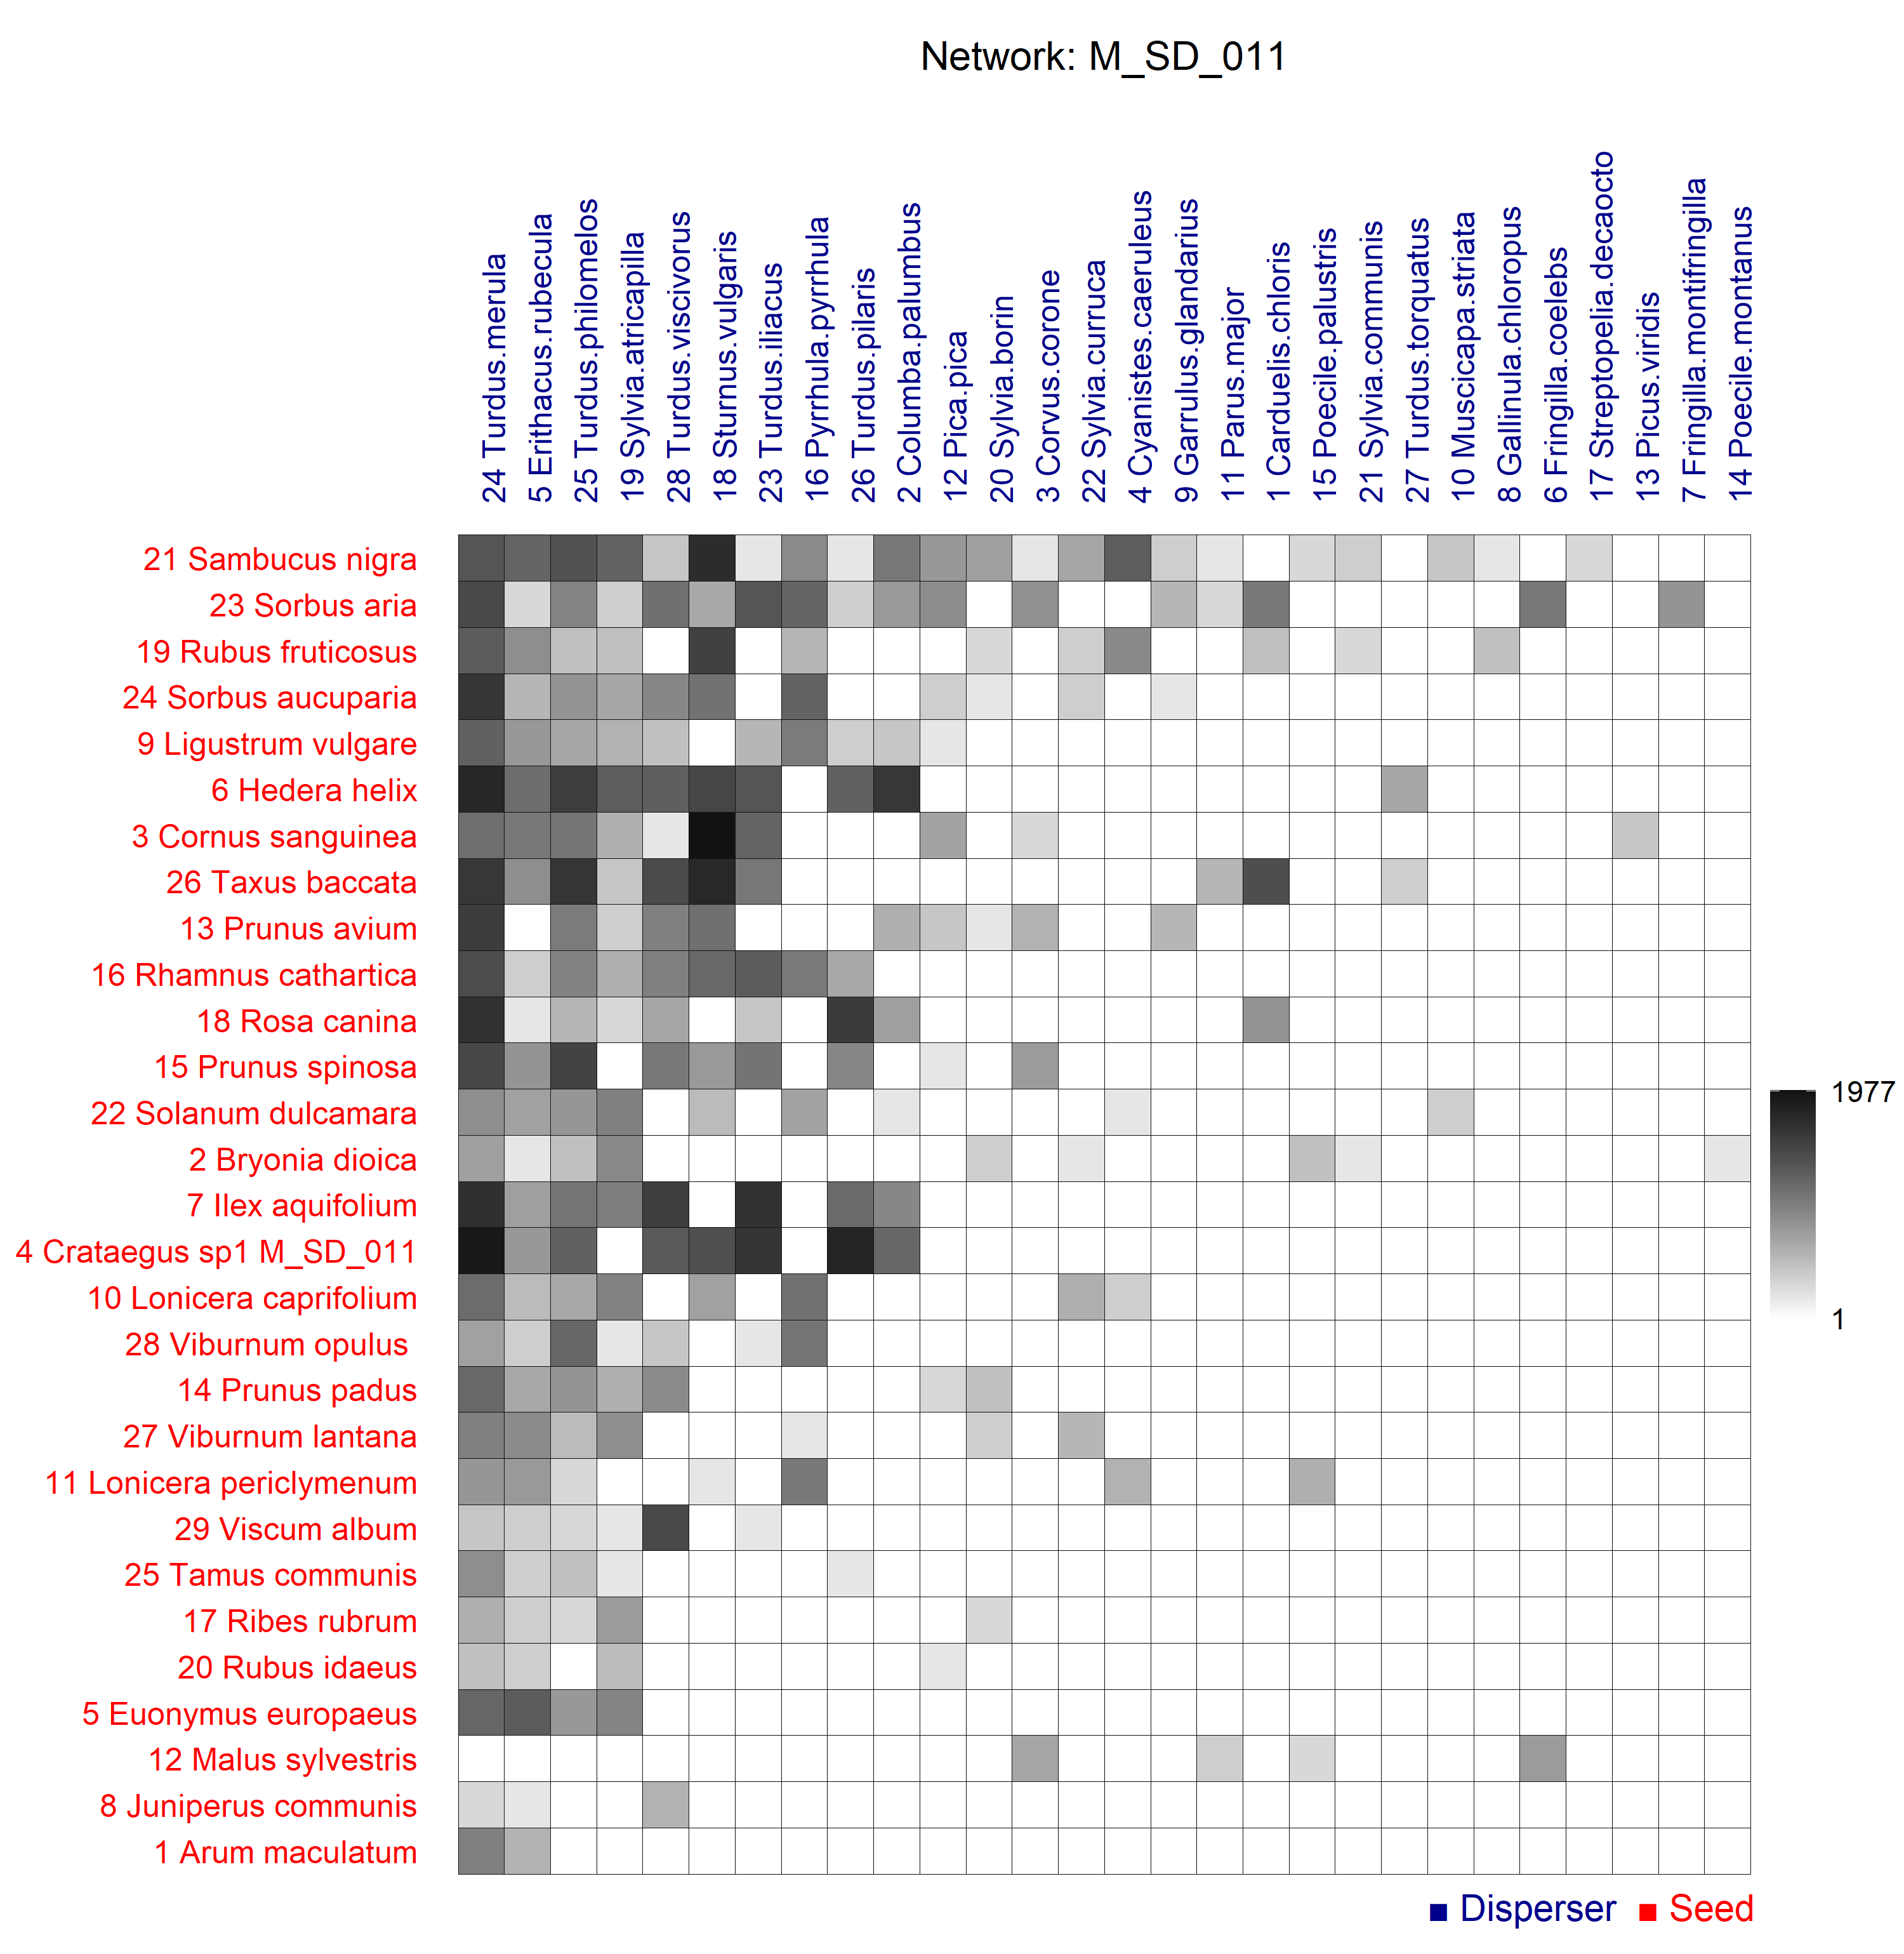 Network: M_SD_011
24 Turdus.merula
5 Erithacus.rubecula
25 Turdus.philomelos
19 Sylvia.atricapilla
28 Turdus.viscivorus
18 Sturnus.vulgaris
23 Turdus.iliacus
16 Pyrrhula.pyrrhula
26 Turdus.pilaris
2 Columba.palumbus
12 Pica.pica
20 Sylvia.borin
3 Corvus.corone
22 Sylvia.curruca
4 Cyanistes.caeruleus
9 Garrulus.glandarius
11 Parus.major
1 Carduelis.chloris
15 Poecile.palustris
21 Sylvia.communis
27 Turdus.torquatus
10 Muscicapa.striata
8 Gallinula.chloropus
6 Fringilla.coelebs
17 Streptopelia.decaocto
13 Picus.viridis
7 Fringilla.montifringilla
14 Poecile.montanus
21 Sambucus nigra
23 Sorbus aria
19 Rubus fruticosus
24 Sorbus aucuparia
9 Ligustrum vulgare
6 Hedera helix
3 Cornus sanguinea
26 Taxus baccata
13 Prunus avium
16 Rhamnus cathartica
18 Rosa canina
15 Prunus spinosa
22 Solanum dulcamara
2 Bryonia dioica
7 Ilex aquifolium
4 Crataegus sp1 M_SD_011
10 Lonicera caprifolium
28 Viburnum opulus
14 Prunus padus
27 Viburnum lantana
11 Lonicera periclymenum
29 Viscum album
25 Tamus communis
17 Ribes rubrum
20 Rubus idaeus
5 Euonymus europaeus
12 Malus sylvestris
8 Juniperus communis
1 Arum maculatum
1977
1
Disperser Seed